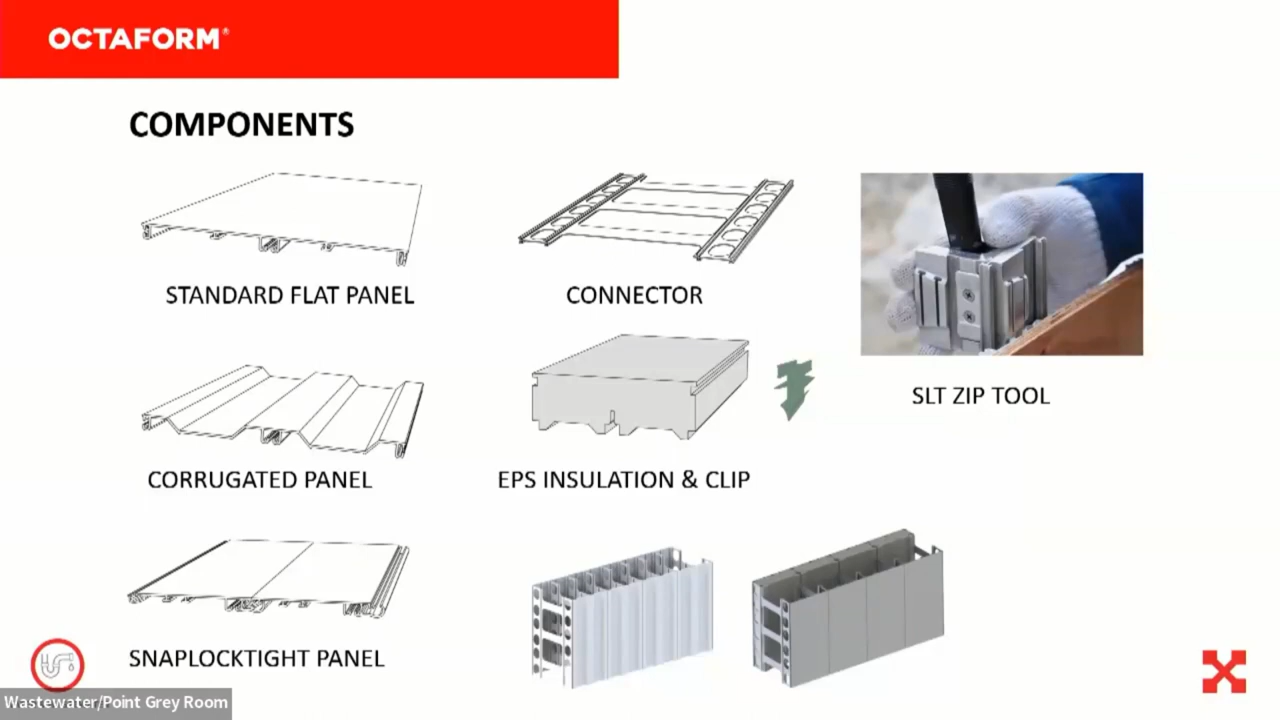 OCTAFORM®
COMPONENTS
STANDARD FLAT PANEL
CONNECTOR
SLT ZIP TOOL
CORRUGATED PANEL
EPS INSULATION & CLIP
SNAPLOCKTIGHT PANEL
Wastewater/Point Grey Room